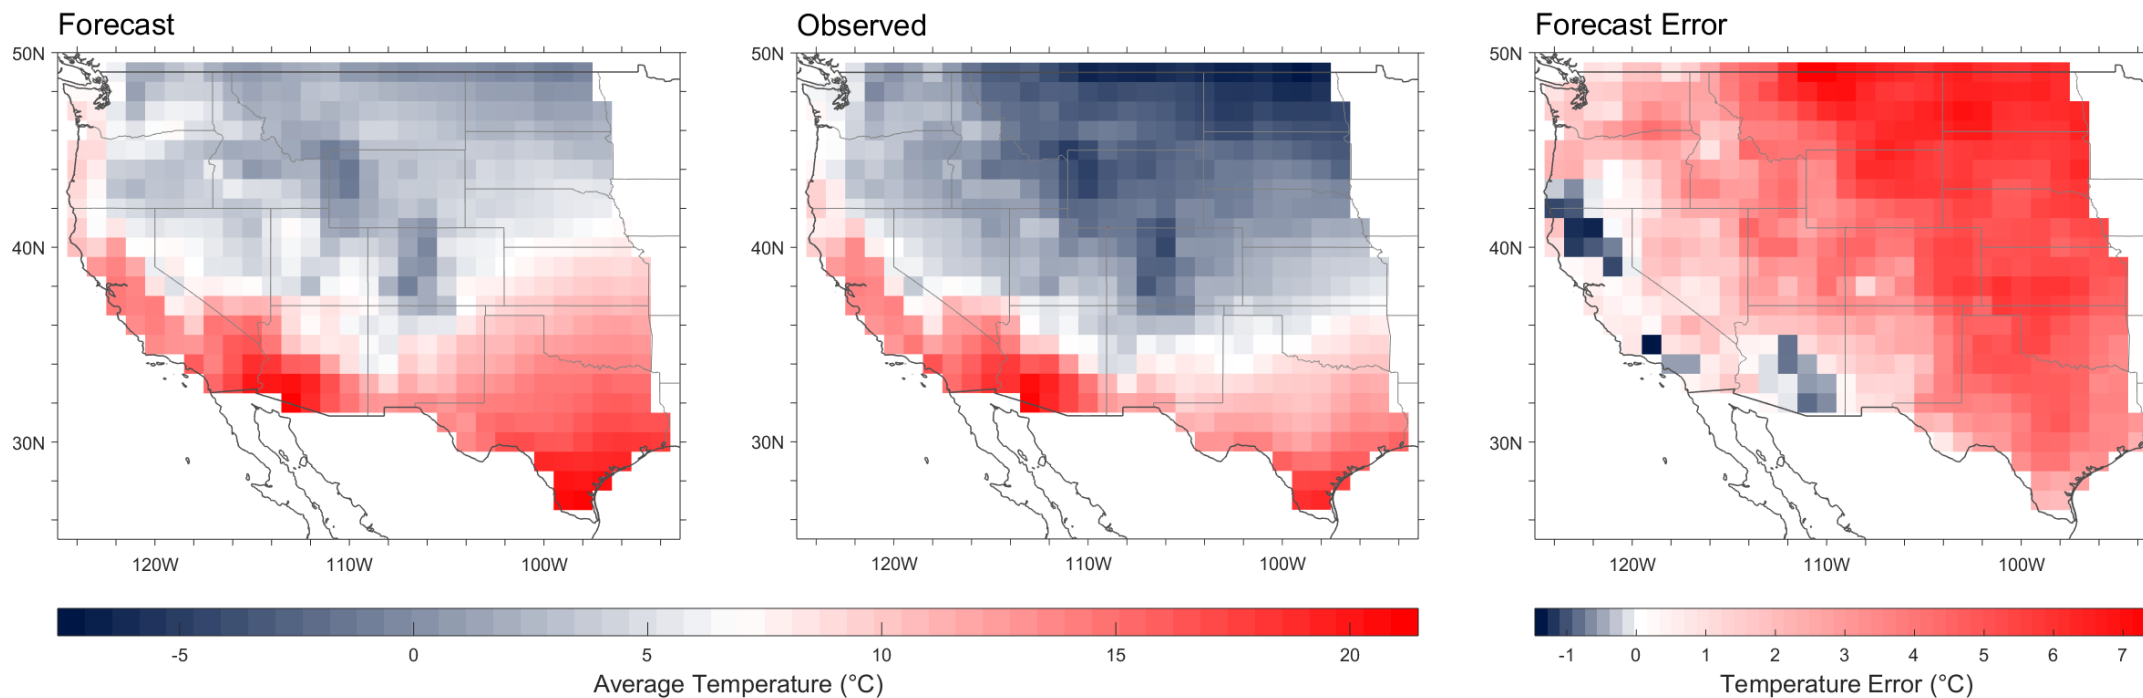 Forecast
Observed
Forecast Error
50N
40N
30N
120W
110W
100W
50N
40N
30N
120W
110W
100W
50N
40N
30N
120W
110W
100W
-5
0
5
10
15
20
Average Temperature (°C)
-1
0
1
2
3
4
5
6
7
Temperature Error (°C)